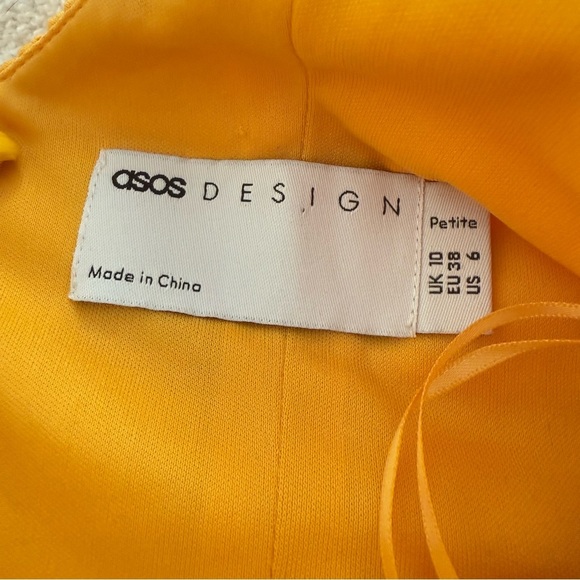 asos DESIGN
Made in China
Petite
UK 10
EU 38
US 6